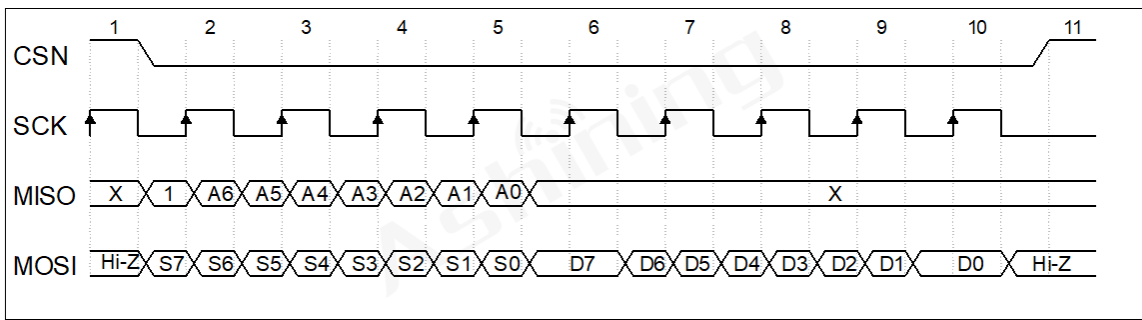 1 2 3 4 5 6 7 8 9 10 11
CSN
SCK
MISO X 1 A6 A5 A4 A3 A2 A1 A0 X
MOSI Hi-Z S7 S6 S5 S4 S3 S2 S1 S0 D7 D6 D5 D4 D3 D2 D1 D0 Hi-Z
Ashining